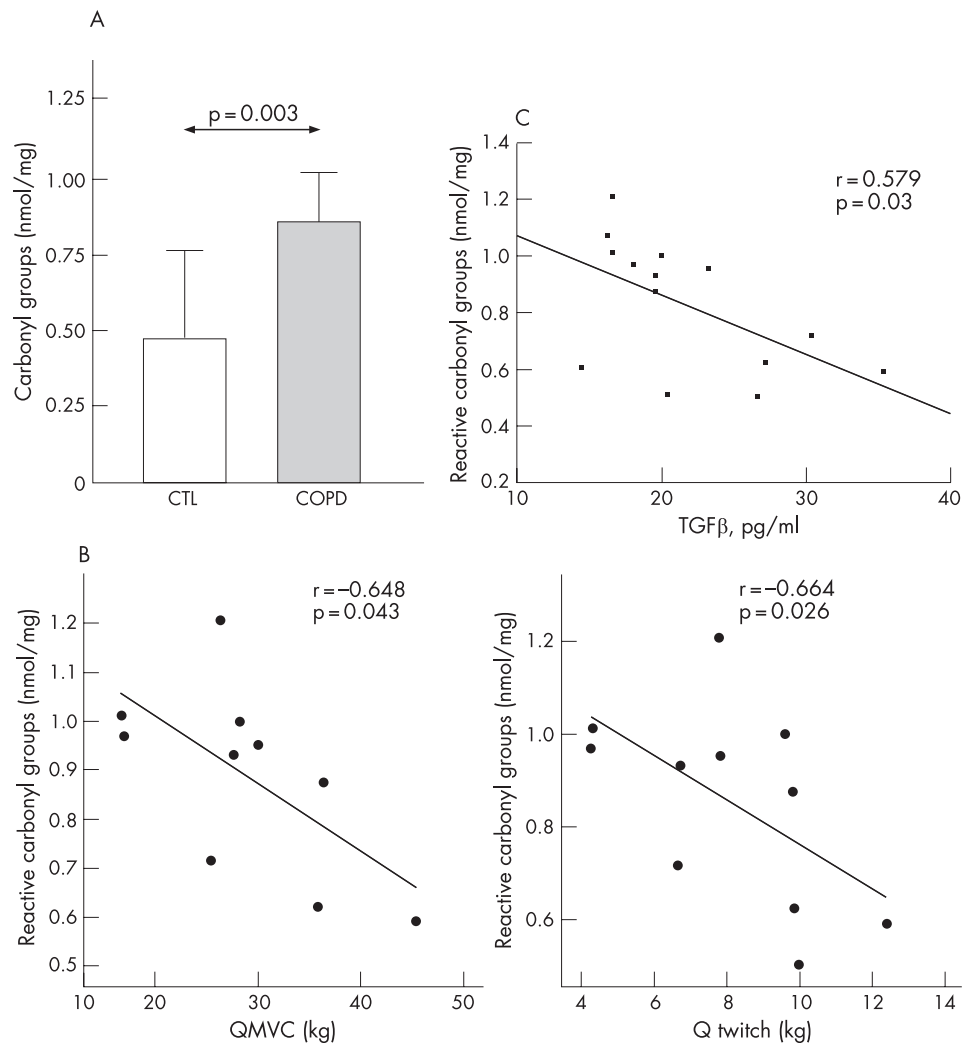 A
Carbonyl groups (nmol/mg)
1.25
1.00
0.75
0.50
0.25
0
p = 0.003
CTL
COPD
C
Reactive carbonyl groups (nmol/mg)
1.4
1.2
1.0
0.8
0.6
0.4
0.2
r = 0.579
p = 0.03
10
20
30
40
TGFβ, pg/ml
B
Reactive carbonyl groups (nmol/mg)
1.2
1.1
1.0
0.9
0.8
0.7
0.6
0.5
r = –0.648
p = 0.043
10
20
30
40
50
QMVC (kg)
Reactive carbonyl groups (nmol/mg)
1.2
1.0
0.8
0.6
r = –0.664
p = 0.026
4
6
8
10
12
14
Q twitch (kg)